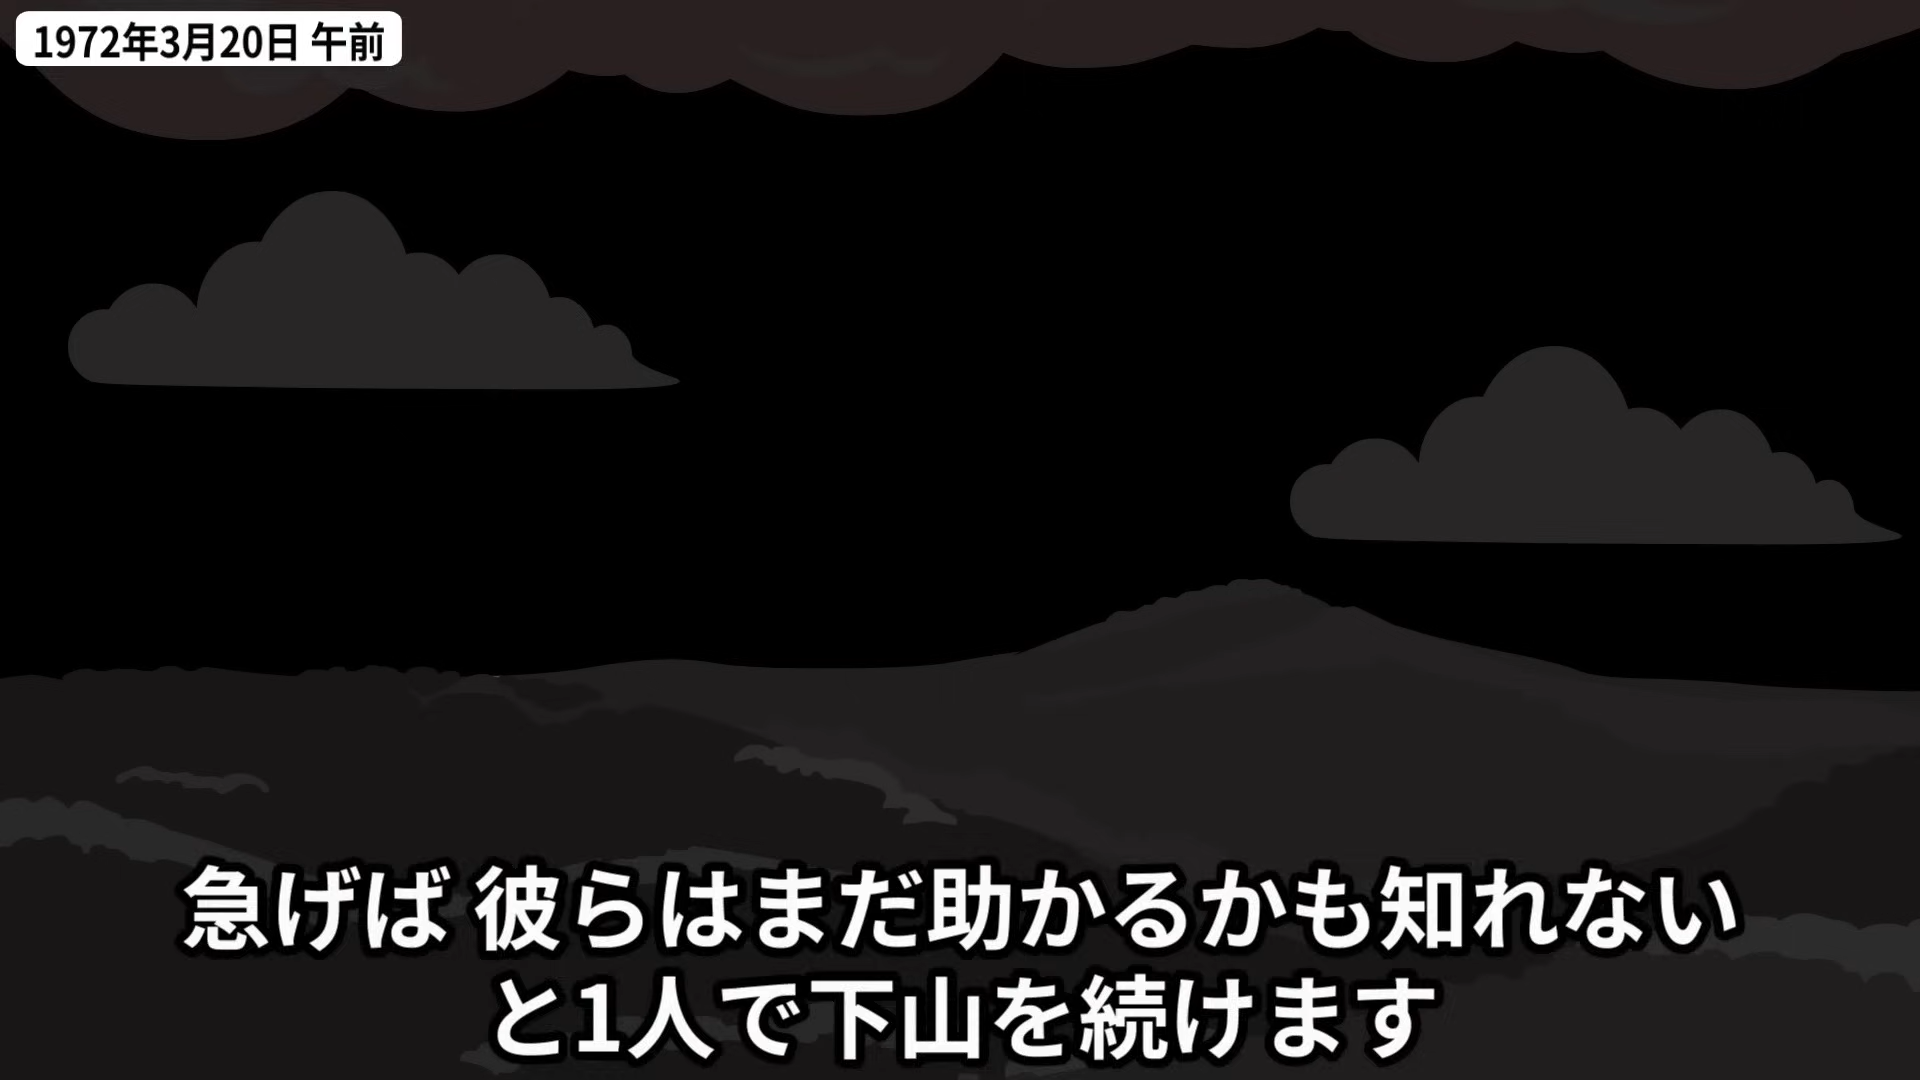 1972年3月20日 午前
急げば 彼らはまだ助かるかも知れない
と1人で下山を続けます